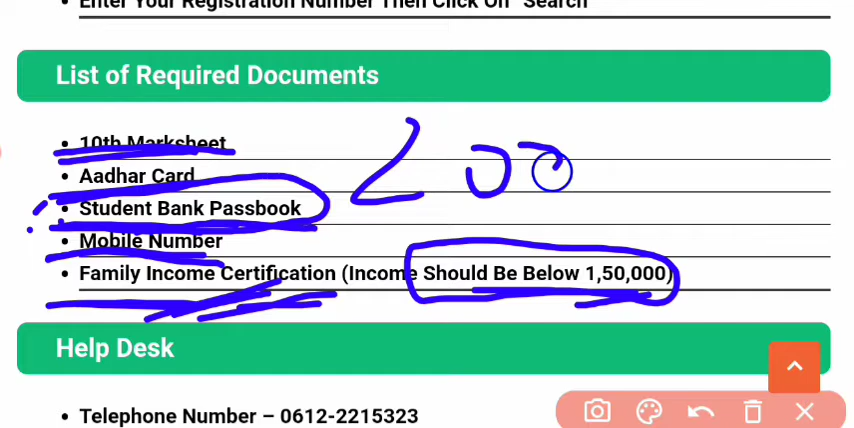 • Enter Your Registration Number Then Click On "Search"
List of Required Documents
• 10th Marksheet
• Aadhar Card
• Student Bank Passbook
• Mobile Number
• Family Income Certification (Income Should Be Below 1,50,000)
Help Desk
• Telephone Number – 0612-2215323